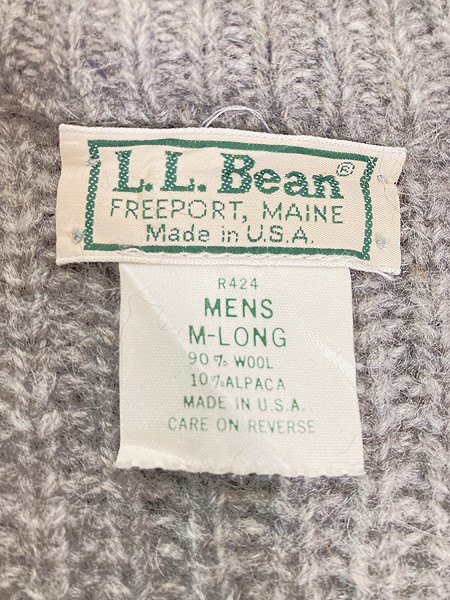 L.L. Bean®
FREEPORT, MAINE
Made in U.S.A.
R424
MENS
M-LONG
90% WOOL
10% ALPACA
MADE IN U.S.A.
CARE ON REVERSE